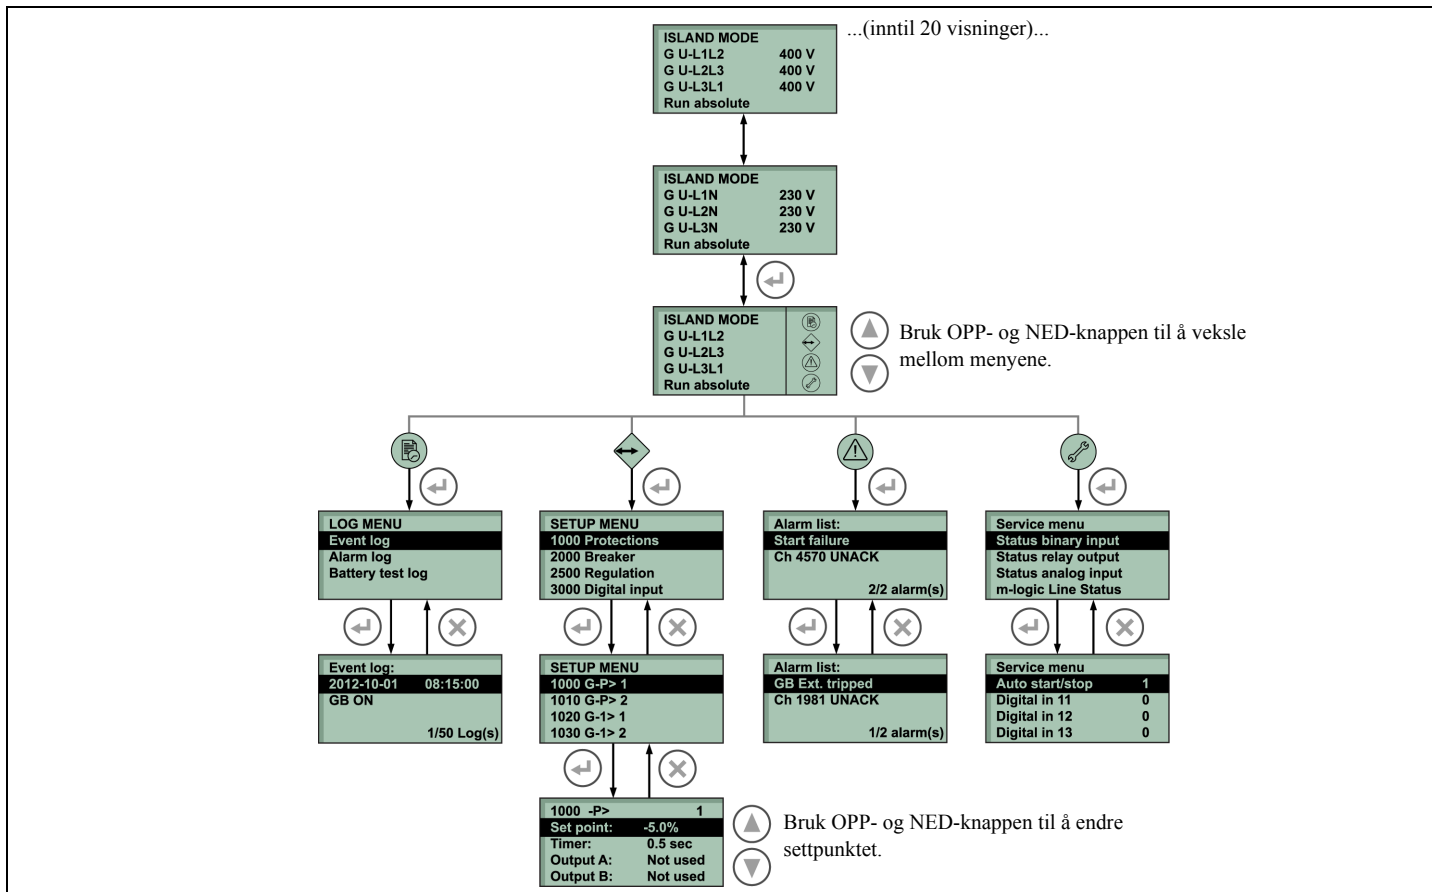 ISLAND MODE
G U-L1L2 400 V
G U-L2L3 400 V
G U-L3L1 400 V
Run absolute
...(inntil 20 visninger)...
ISLAND MODE
G U-L1N 230 V
G U-L2N 230 V
G U-L3N 230 V
Run absolute
ISLAND MODE
G U-L1L2
G U-L2L3
G U-L3L1
Run absolute
Bruk OPP- og NED-knappen til å veksle
mellom menyene.
LOG MENU
Event log
Alarm log
Battery test log
SETUP MENU
1000 Protections
2000 Breaker
2500 Regulation
3000 Digital input
Alarm list:
Start failure
Ch 4570 UNACK
2/2 alarm(s)
Service menu
Status binary input
Status relay output
Status analog input
m-logic Line Status
Event log:
2012-10-01 08:15:00
GB ON
1/50 Log(s)
SETUP MENU
1000 G-P> 1
1010 G-P> 2
1020 G-1> 1
1030 G-1> 2
Alarm list:
GB Ext. tripped
Ch 1981 UNACK
1/2 alarm(s)
Service menu
Auto start/stop 1
Digital in 11 0
Digital in 12 0
Digital in 13 0
1000 -P> 1
Set point: -5.0%
Timer: 0.5 sec
Output A: Not used
Output B: Not used
Bruk OPP- og NED-knappen til å endre
settpunktet.